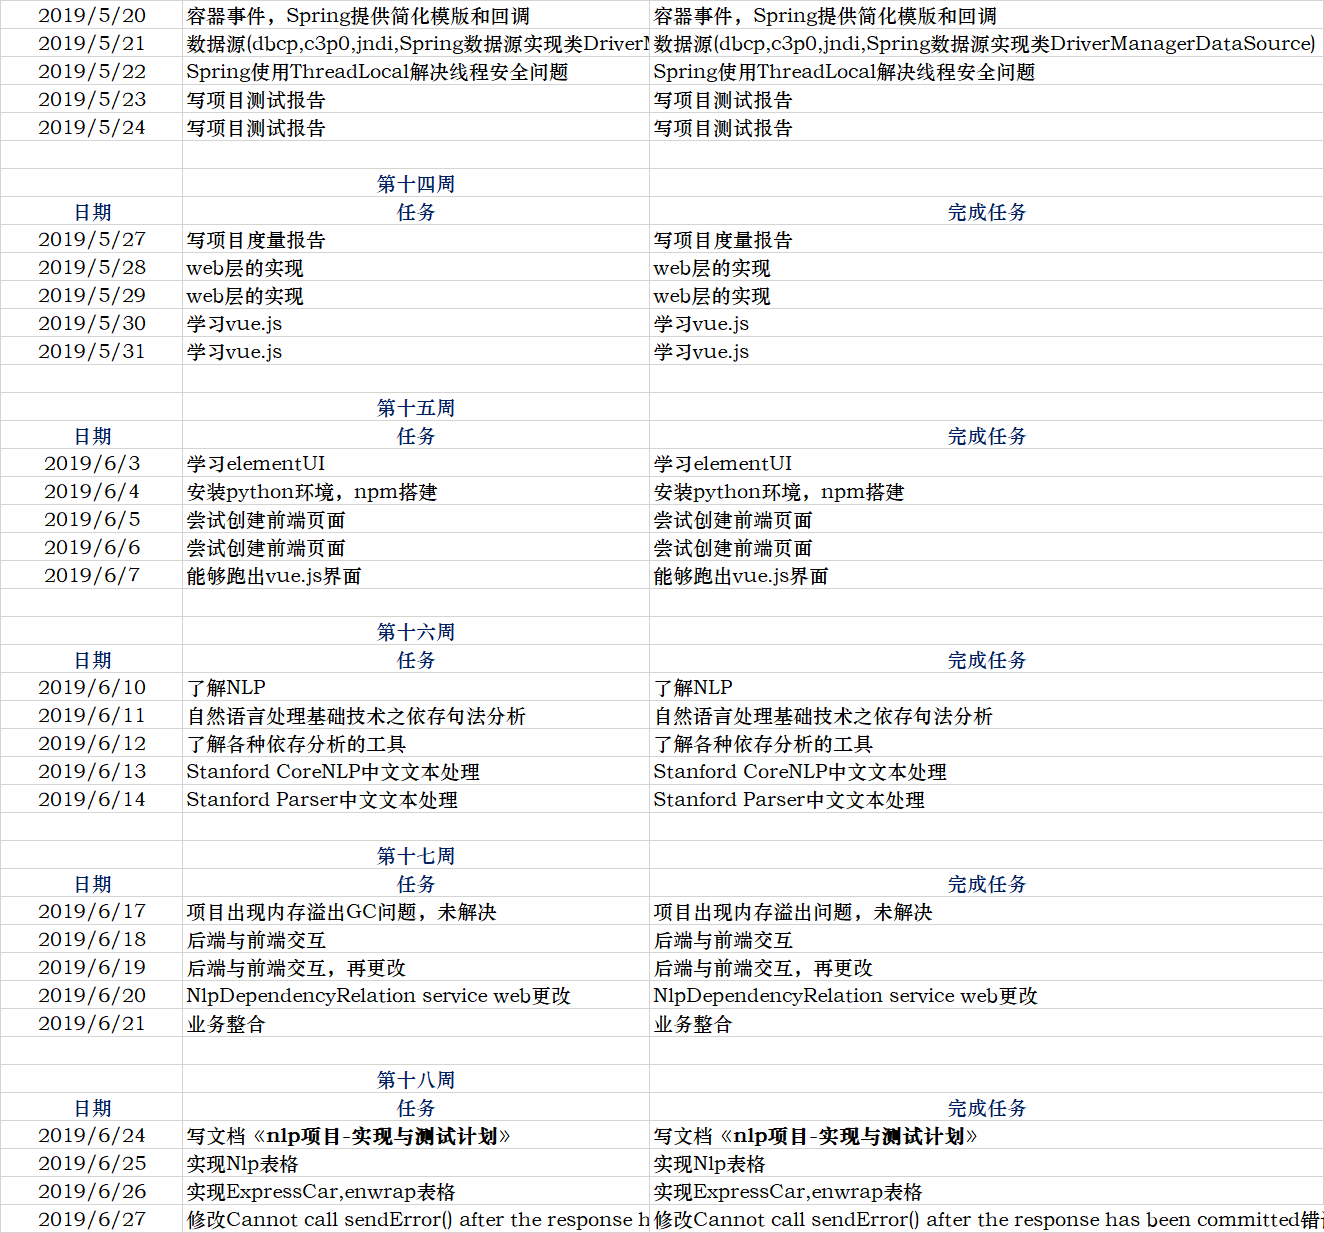 2019/5/20 容器事件，Spring提供简化模版和回调 容器事件，Spring提供简化模版和回调
2019/5/21 数据源(dbcp,c3p0,jndi,Spring数据源实现类Driver 数据源(dbcp,c3p0,jndi,Spring数据源实现类DriverManagerDataSource)
2019/5/22 Spring使用ThreadLocal解决线程安全问题 Spring使用ThreadLocal解决线程安全问题
2019/5/23 写项目测试报告 写项目测试报告
2019/5/24 写项目测试报告 写项目测试报告
第十四周
日期 任务 完成任务
2019/5/27 写项目度量报告 写项目度量报告
2019/5/28 web层的实现 web层的实现
2019/5/29 web层的实现 web层的实现
2019/5/30 学习vue.js 学习vue.js
2019/5/31 学习vue.js 学习vue.js
第十五周
日期 任务 完成任务
2019/6/3 学习elementUI 学习elementUI
2019/6/4 安装python环境，npm搭建 安装python环境，npm搭建
2019/6/5 尝试创建前端页面 尝试创建前端页面
2019/6/6 尝试创建前端页面 尝试创建前端页面
2019/6/7 能够跑出vue.js界面 能够跑出vue.js界面
第十六周
日期 任务 完成任务
2019/6/10 了解NLP 了解NLP
2019/6/11 自然语言处理基础技术之依存句法分析 自然语言处理基础技术之依存句法分析
2019/6/12 了解各种依存分析的工具 了解各种依存分析的工具
2019/6/13 Stanford CoreNLP中文文本处理 Stanford CoreNLP中文文本处理
2019/6/14 Stanford Parser中文文本处理 Stanford Parser中文文本处理
第十七周
日期 任务 完成任务
2019/6/17 项目出现内存溢出GC问题，未解决 项目出现内存溢出问题，未解决
2019/6/18 后端与前端交互 后端与前端交互
2019/6/19 后端与前端交互，再更改 后端与前端交互，再更改
2019/6/20 NlpDependencyRelation service web更改 NlpDependencyRelation service web更改
2019/6/21 业务整合 业务整合
第十八周
日期 任务 完成任务
2019/6/24 写文档《nlp项目-实现与测试计划》 写文档《nlp项目-实现与测试计划》
2019/6/25 实现Nlp表格 实现Nlp表格
2019/6/26 实现ExpressCar,enwrap表格 实现ExpressCar,enwrap表格
2019/6/27 修改Cannot call sendError() after the response h 修改Cannot call sendError() after the response has been committed错